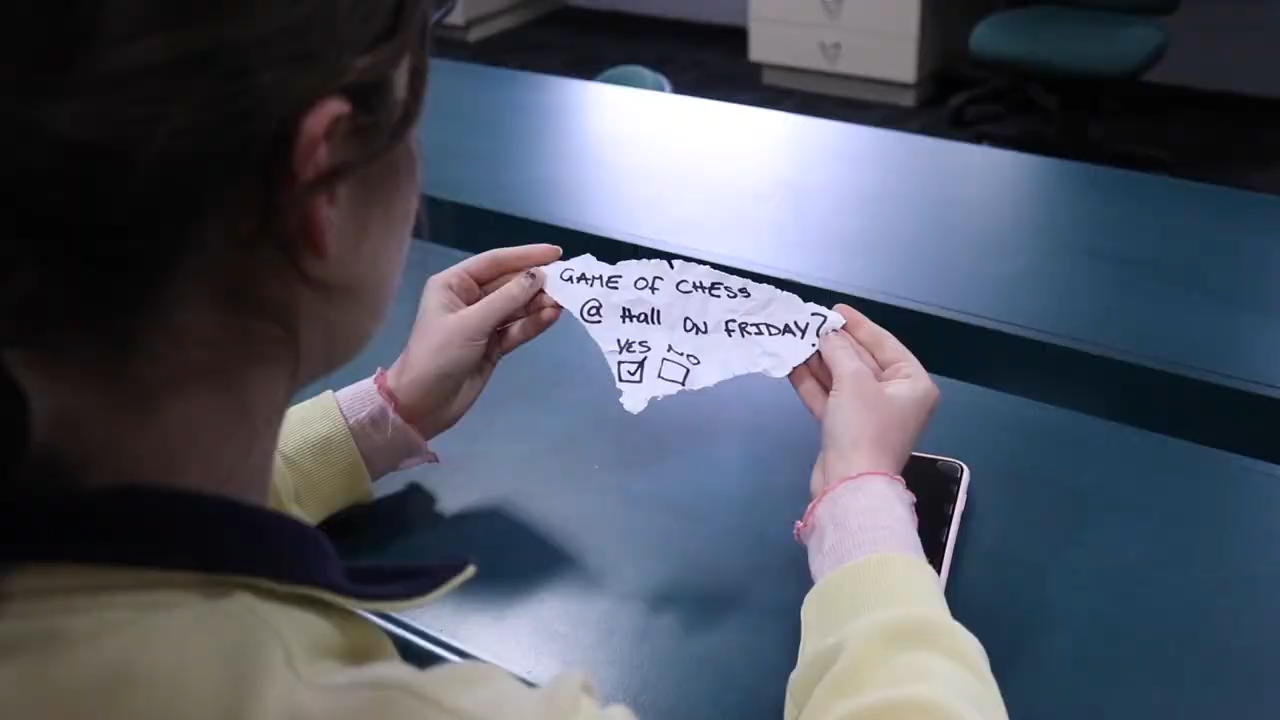 GAME OF CHESS
@ Hall ON FRIDAY?
YES NO